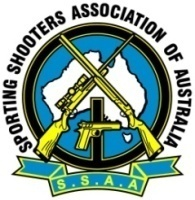 SPORTING SHOOTERS ASSOCIATION OF AUSTRALIA
S.S.A.A